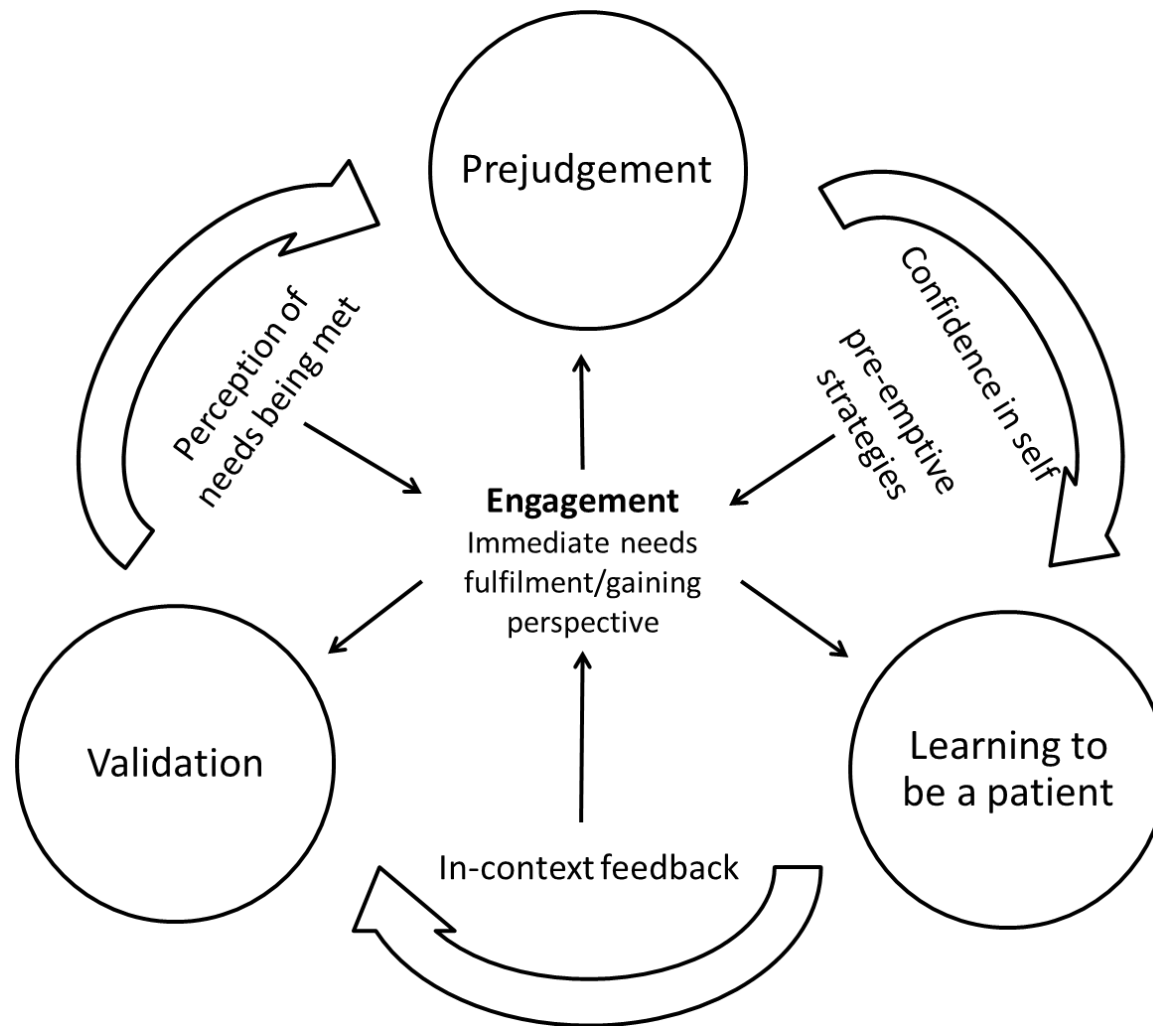 Prejudgement
Perception of
needs being met
Confidence in self
pre-emptive
strategies
Engagement
Immediate needs
fulfilment/gaining
perspective
Validation
Learning to
be a patient
In-context feedback